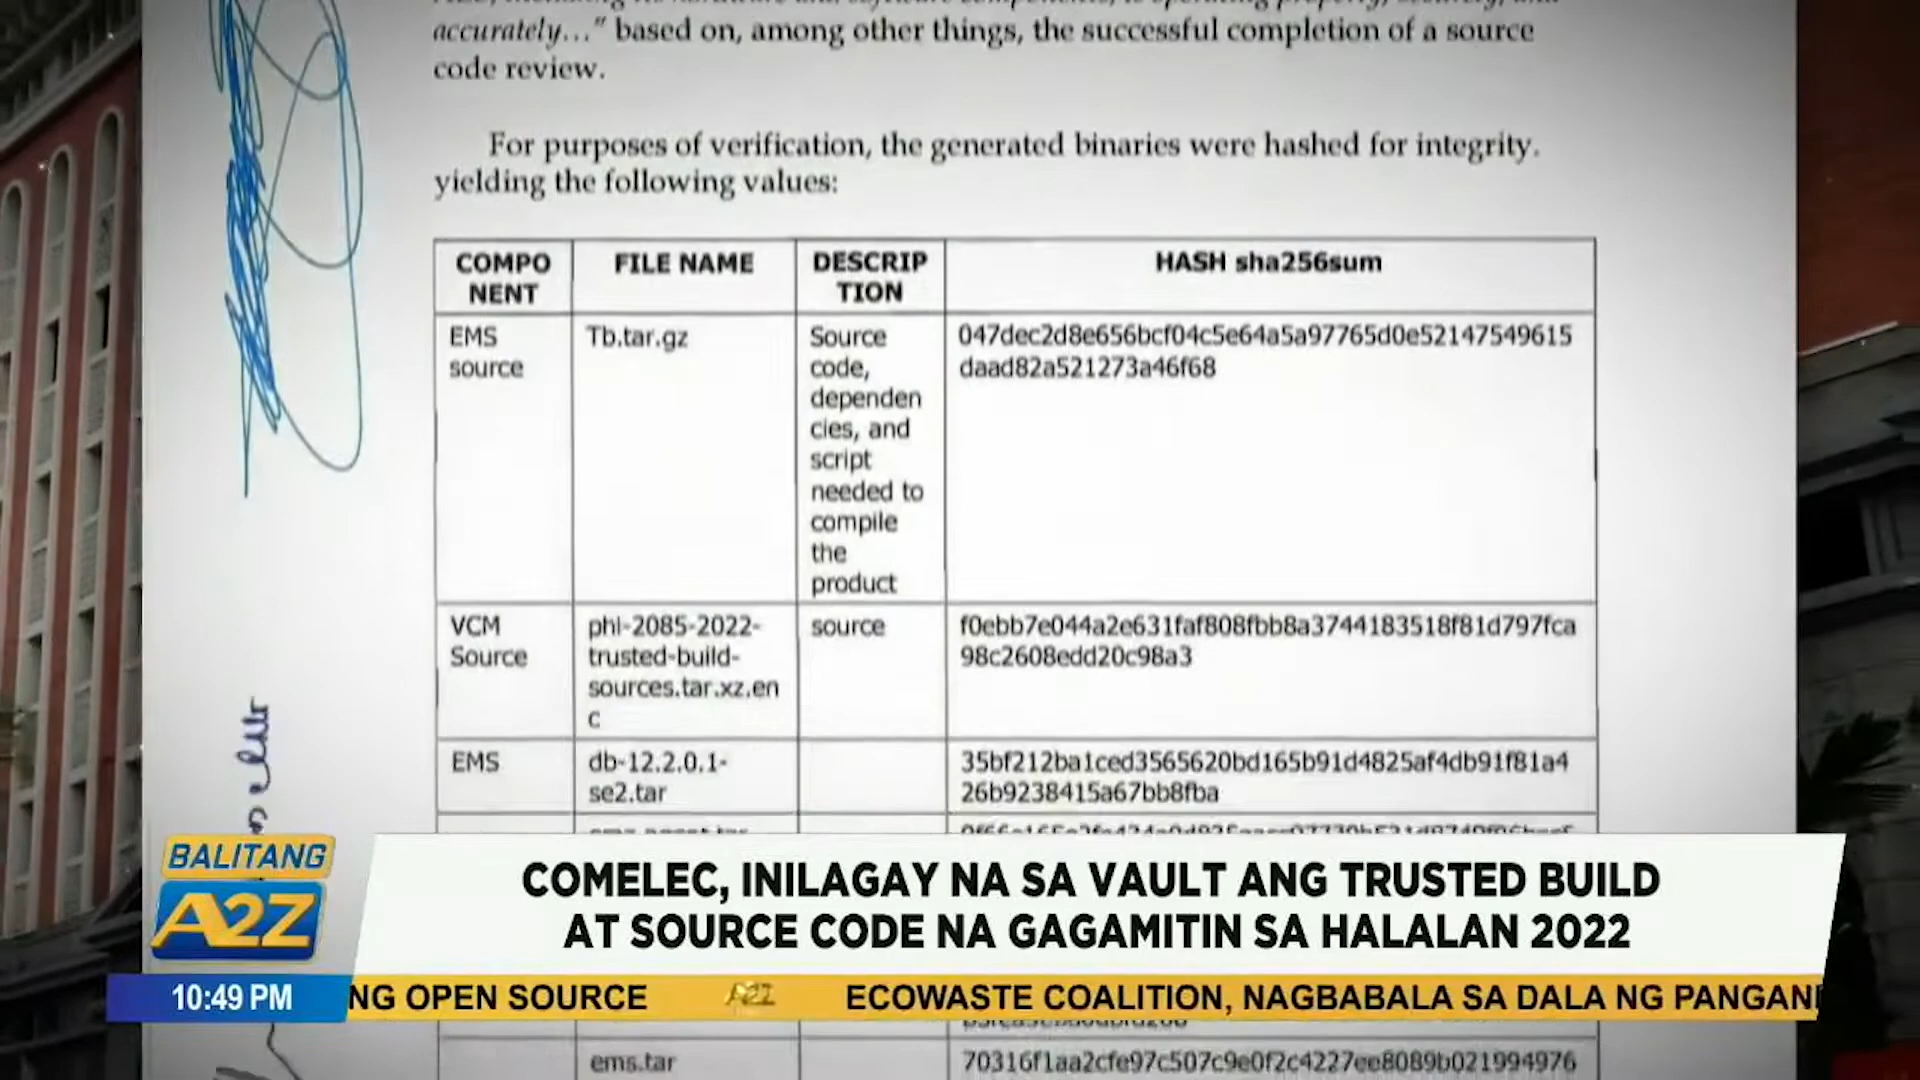 accurately..." based on, among other things, the successful completion of a source
code review.
For purposes of verification, the generated binaries were hashed for integrity.
yielding the following values:
COMPO
NENT
FILE NAME
DESCRIP
TION
HASH sha256sum
EMS
source
Tb.tar.gz
Source
code,
dependen
cies, and
script
needed to
compile
the
product
047dec2d8e656bcf04c5e64a5a97765d0e52147549615
daad82a521273a46f68
VCM
Source
phl-2085-2022-
trusted-build-
sources.tar.xz.en
c
source
f0ebb7e044a2e631faf808fbb8a3744183518f81d797fca
98c2608edd20c98a3
EMS
db-12.2.0.1-
se2.tar
35bf212ba1ced3565620bd165b91d4825af4db91f81a4
26b9238415a67bb8fba
BALITANG
A2Z
COMELEC, INILAGAY NA SA VAULT ANG TRUSTED BUILD
AT SOURCE CODE NA GAGAMITIN SA HALALAN 2022
10:49 PM
NG OPEN SOURCE A2Z ECOWASTE COALITION, NAGBABALA SA DALA NG PANGANI
ems.tar
70316f1aa2cfe97c507c9e0f2c4227ee8089b021994976